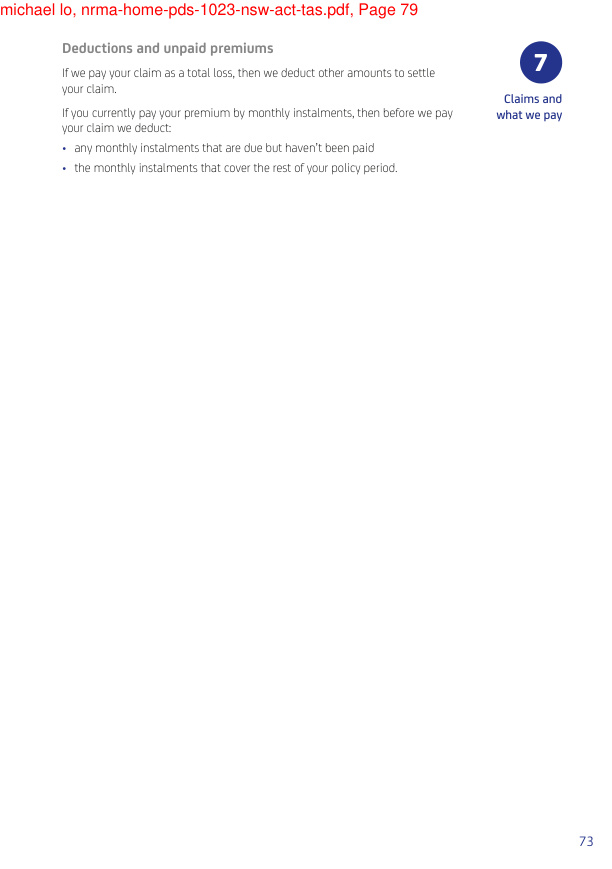 michael lo, nrma-home-pds-1023-nsw-act-tas.pdf, Page 79
Deductions and unpaid premiums
If we pay your claim as a total loss, then we deduct other amounts to settle
your claim.
If you currently pay your premium by monthly instalments, then before we pay
your claim we deduct:
• any monthly instalments that are due but haven't been paid
• the monthly instalments that cover the rest of your policy period.
7
Claims and
what we pay
73